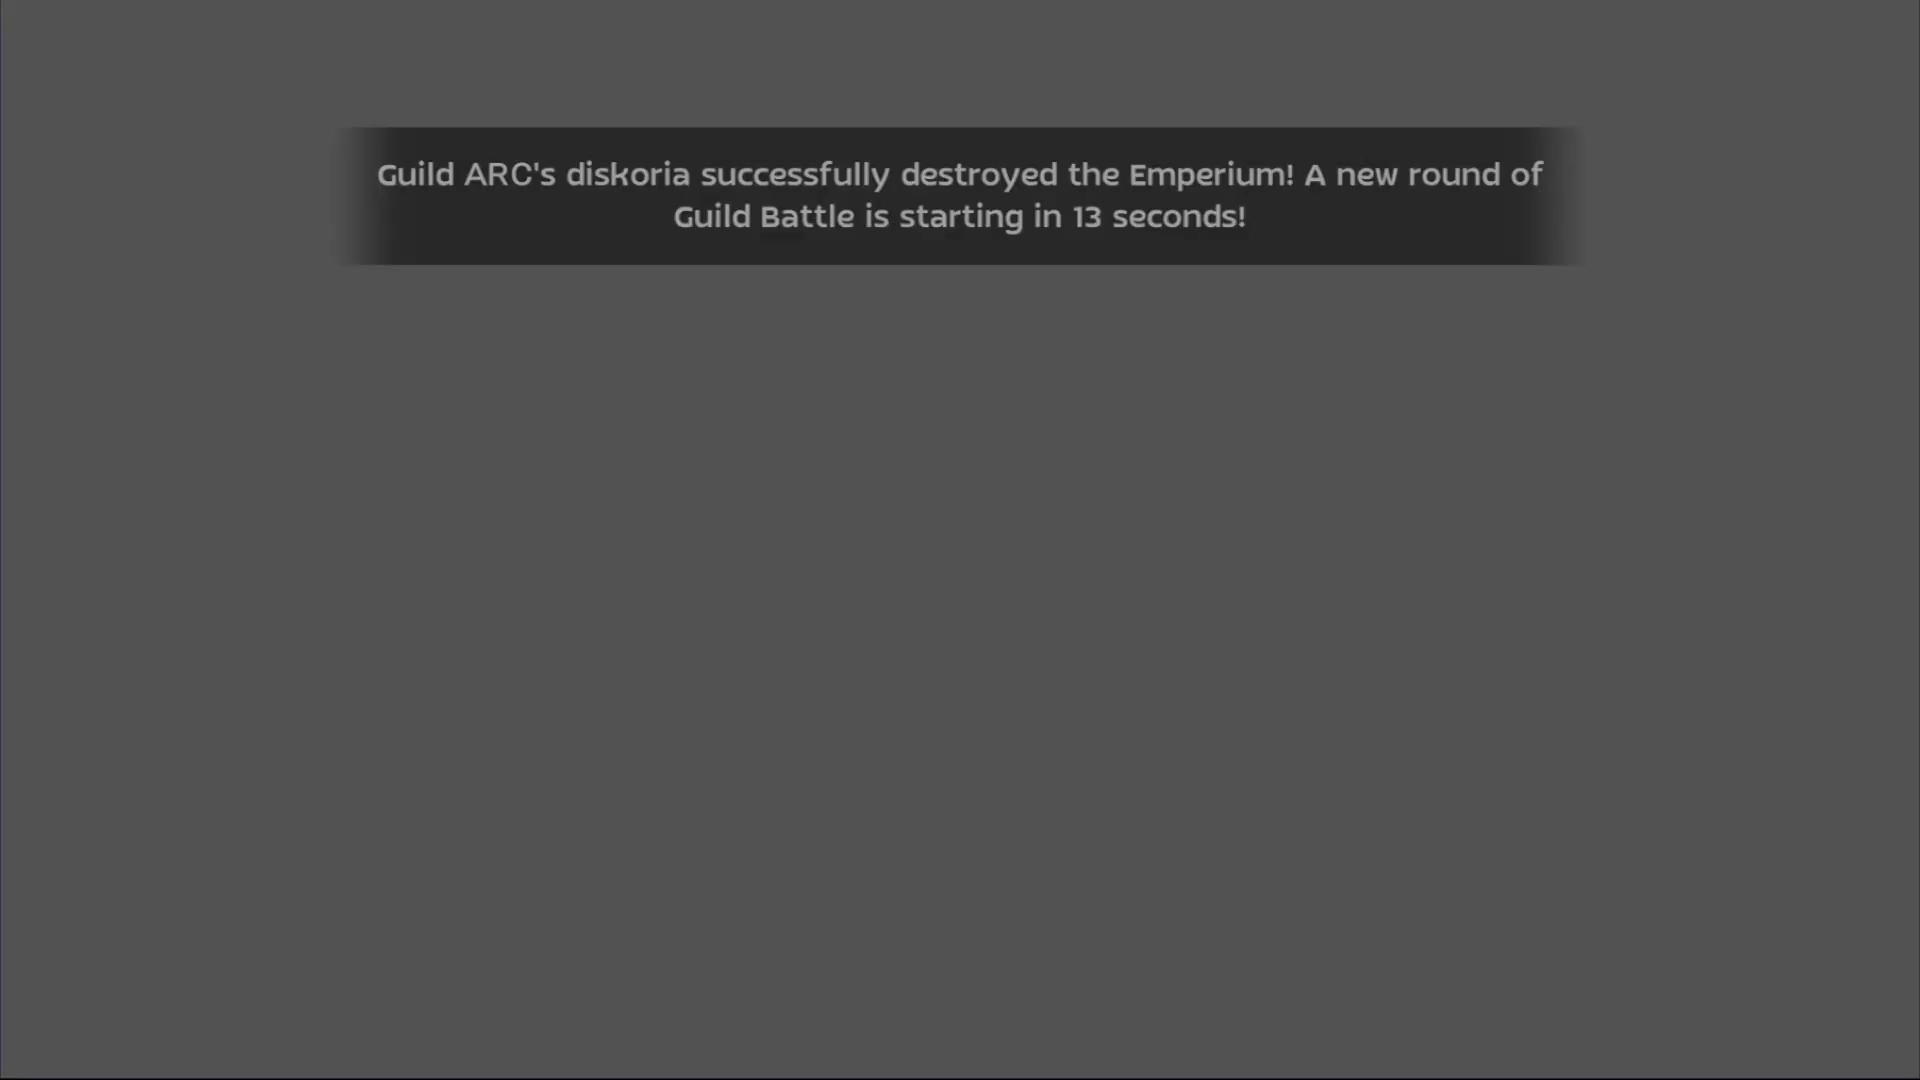 Guild ARC's diskoria successfully destroyed the Emperium! A new round of
Guild Battle is starting in 13 seconds!